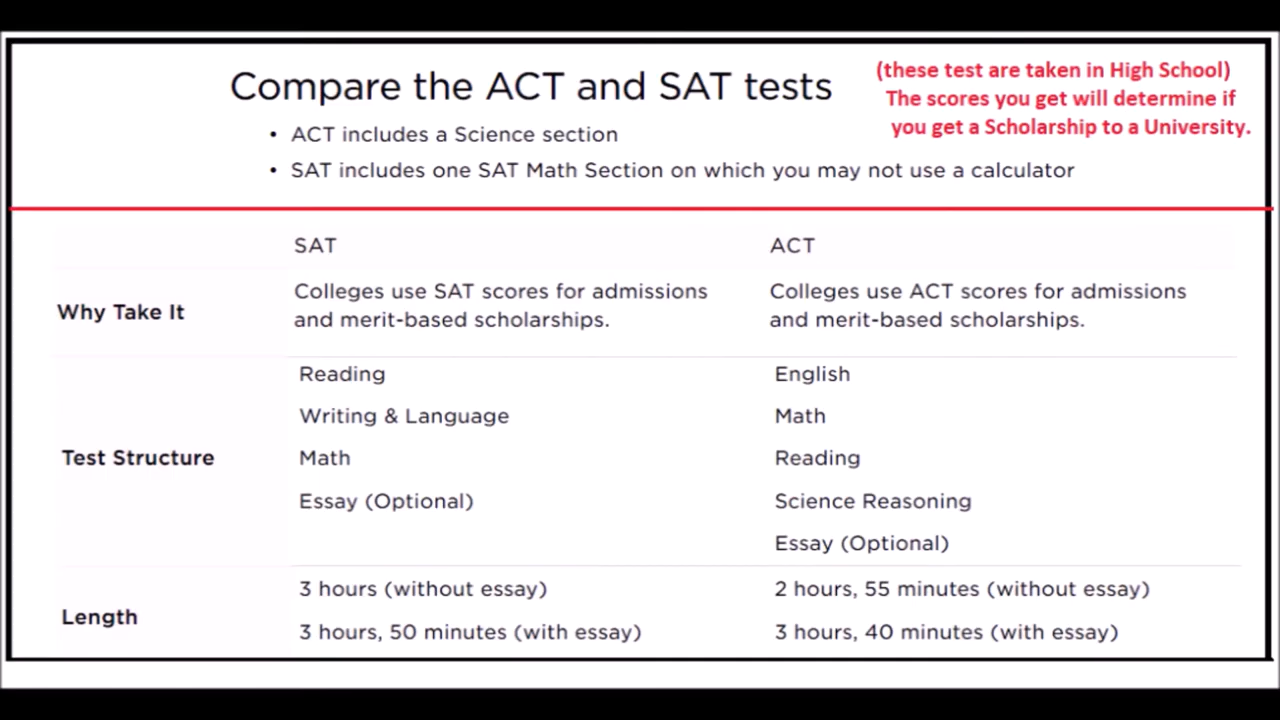 Compare the ACT and SAT tests
(these test are taken in High School)
The scores you get will determine if
you get a Scholarship to a University.
• ACT includes a Science section
• SAT includes one SAT Math Section on which you may not use a calculator
SAT ACT
Why Take It
Colleges use SAT scores for admissions
and merit-based scholarships.
Colleges use ACT scores for admissions
and merit-based scholarships.
Test Structure
Reading
Writing & Language
Math
Essay (Optional)
English
Math
Reading
Science Reasoning
Essay (Optional)
Length
3 hours (without essay)
3 hours, 50 minutes (with essay)
2 hours, 55 minutes (without essay)
3 hours, 40 minutes (with essay)